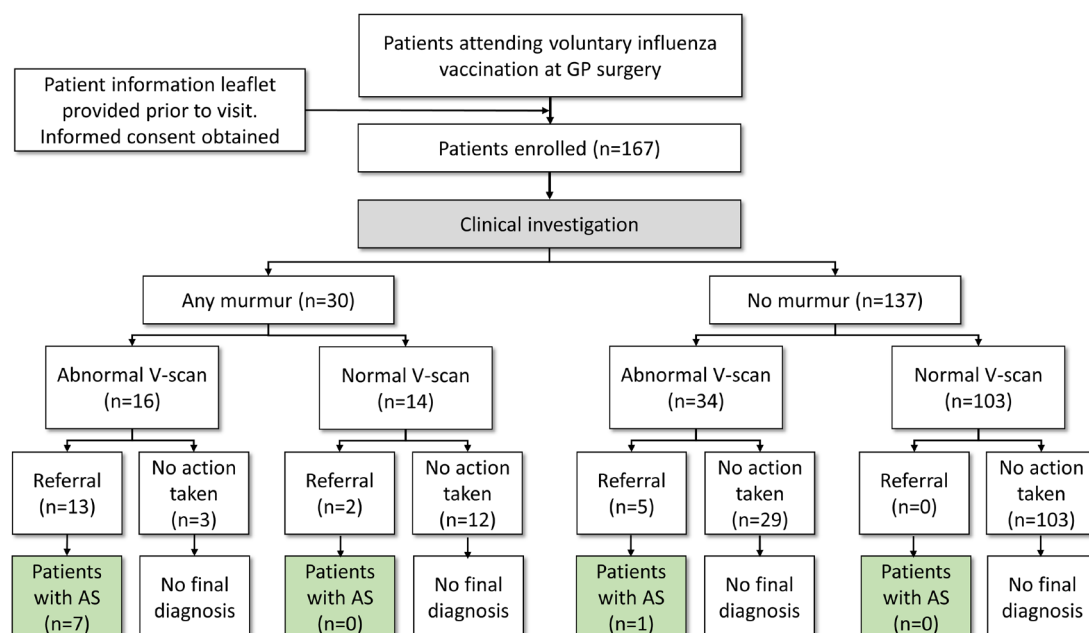 Patients attending voluntary influenza
vaccination at GP surgery
Patient information leaflet
provided prior to visit.
Informed consent obtained
Patients enrolled (n=167)
Clinical investigation
Any murmur (n=30)
No murmur (n=137)
Abnormal V-scan
(n=16)
Normal V-scan
(n=14)
Abnormal V-scan
(n=34)
Normal V-scan
(n=103)
Referral
(n=13)
No action
taken
(n=3)
Referral
(n=2)
No action
taken
(n=12)
Referral
(n=5)
No action
taken
(n=29)
Referral
(n=0)
No action
taken
(n=103)
Patients
with AS
(n=7)
No final
diagnosis
Patients
with AS
(n=0)
No final
diagnosis
Patients
with AS
(n=1)
No final
diagnosis
Patients
with AS
(n=0)
No final
diagnosis